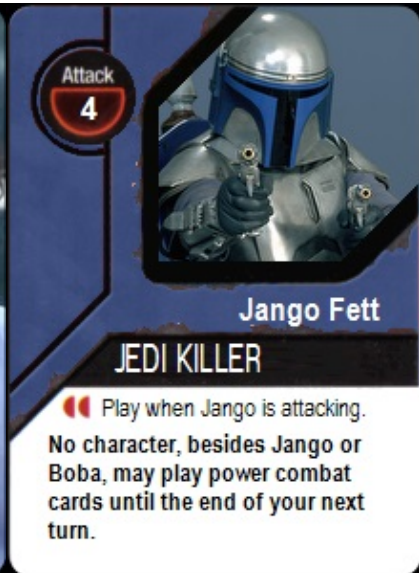 Attack
4
Jango Fett
JEDI KILLER
Play when Jango is attacking.
No character, besides Jango or
Boba, may play power combat
cards until the end of your next
turn.